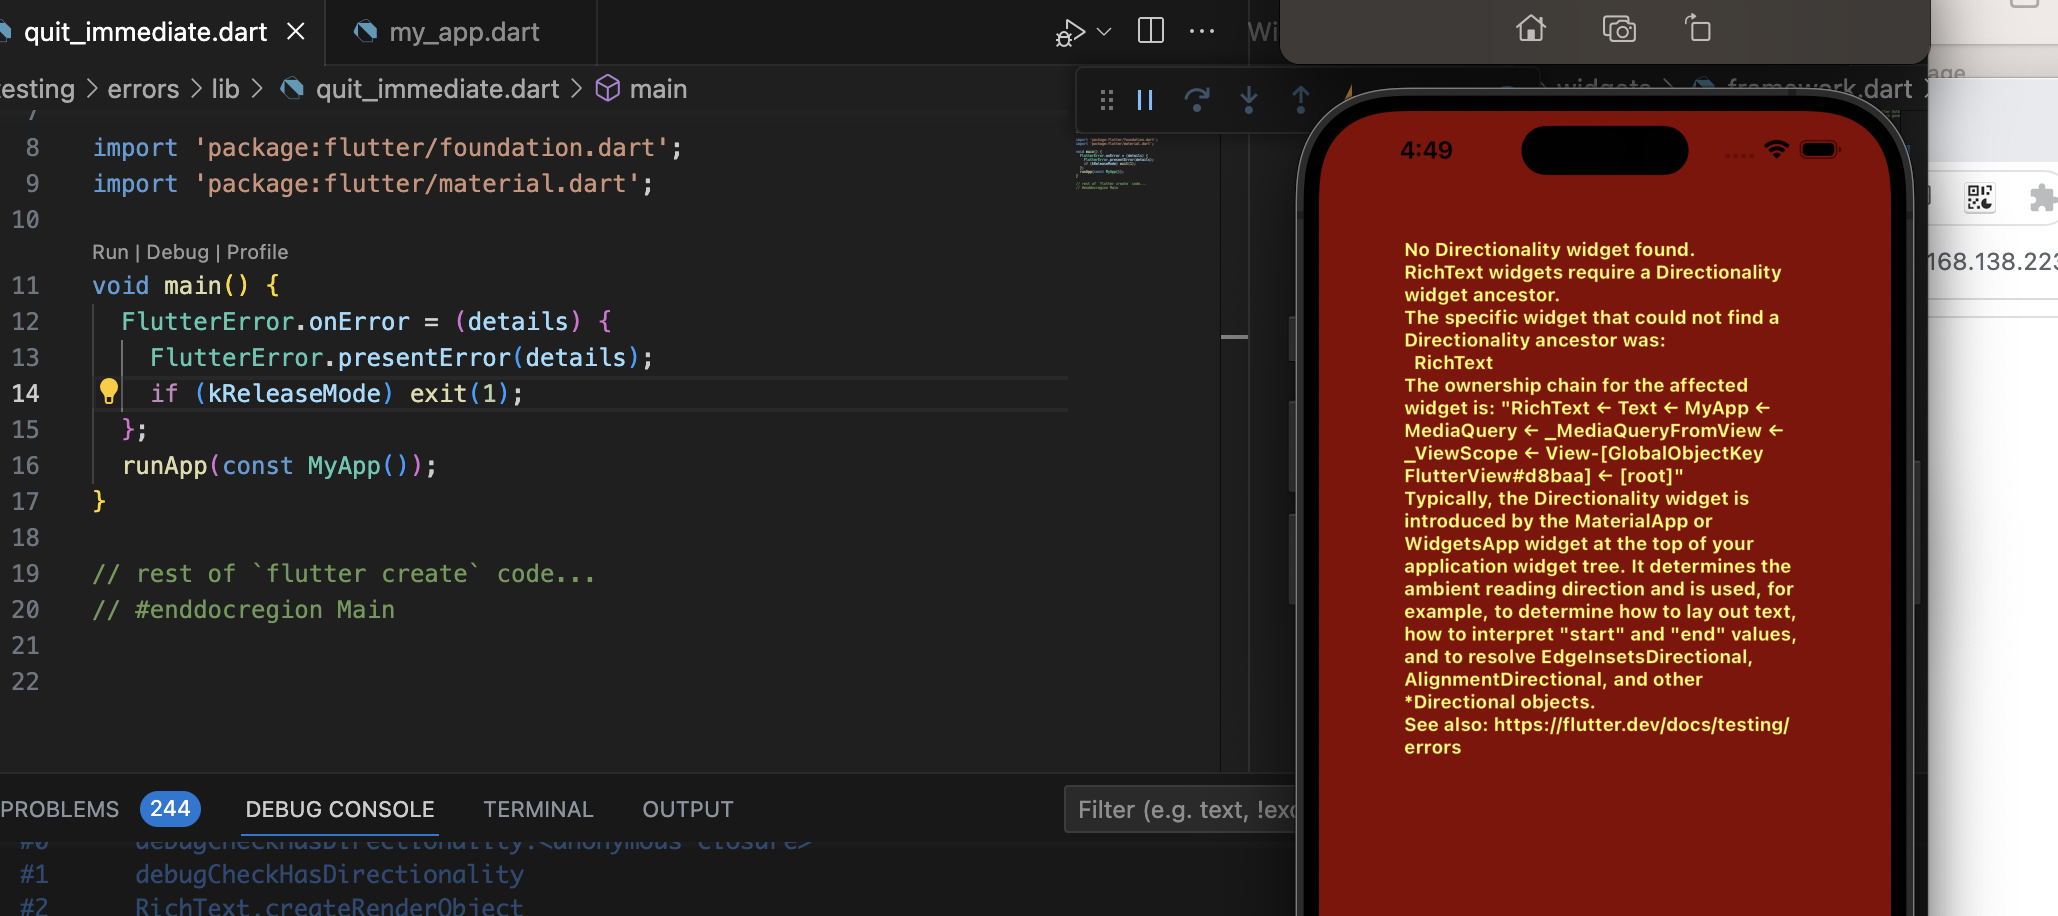 quit_immediate.dart
my_app.dart
esting > errors > lib > quit_immediate.dart > main
7
8 import 'package:flutter/foundation.dart';
9 import 'package:flutter/material.dart';
10
Run | Debug | Profile
11 void main() {
12 FlutterError.onError = (details) {
13 FlutterError.presentError(details);
14 if (kReleaseMode) exit(1);
15 };
16 runApp(const MyApp());
17 }
18
19 // rest of `flutter create` code...
20 // #enddocregion Main
21
22
PROBLEMS 244 DEBUG CONSOLE TERMINAL OUTPUT
Filter (e.g. text, !exc
#0 debugCheckHasDirectionality.<anonymous closure>
#1 debugCheckHasDirectionality
#2 RichText.createRenderObject
Wi
widgets > framework.dart
4:49
No Directionality widget found.
RichText widgets require a Directionality
widget ancestor.
The specific widget that could not find a
Directionality ancestor was:
RichText
The ownership chain for the affected
widget is: "RichText ← Text ← MyApp ←
MediaQuery ← _MediaQueryFromView ←
_ViewScope ← View-[GlobalObjectKey
FlutterView#d8baa] ← [root]"
Typically, the Directionality widget is
introduced by the MaterialApp or
WidgetsApp widget at the top of your
application widget tree. It determines the
ambient reading direction and is used, for
example, to determine how to lay out text,
how to interpret "start" and "end" values,
and to resolve EdgeInsetsDirectional,
AlignmentDirectional, and other
*Directional objects.
See also: https://flutter.dev/docs/testing/
errors
age
168.138.223